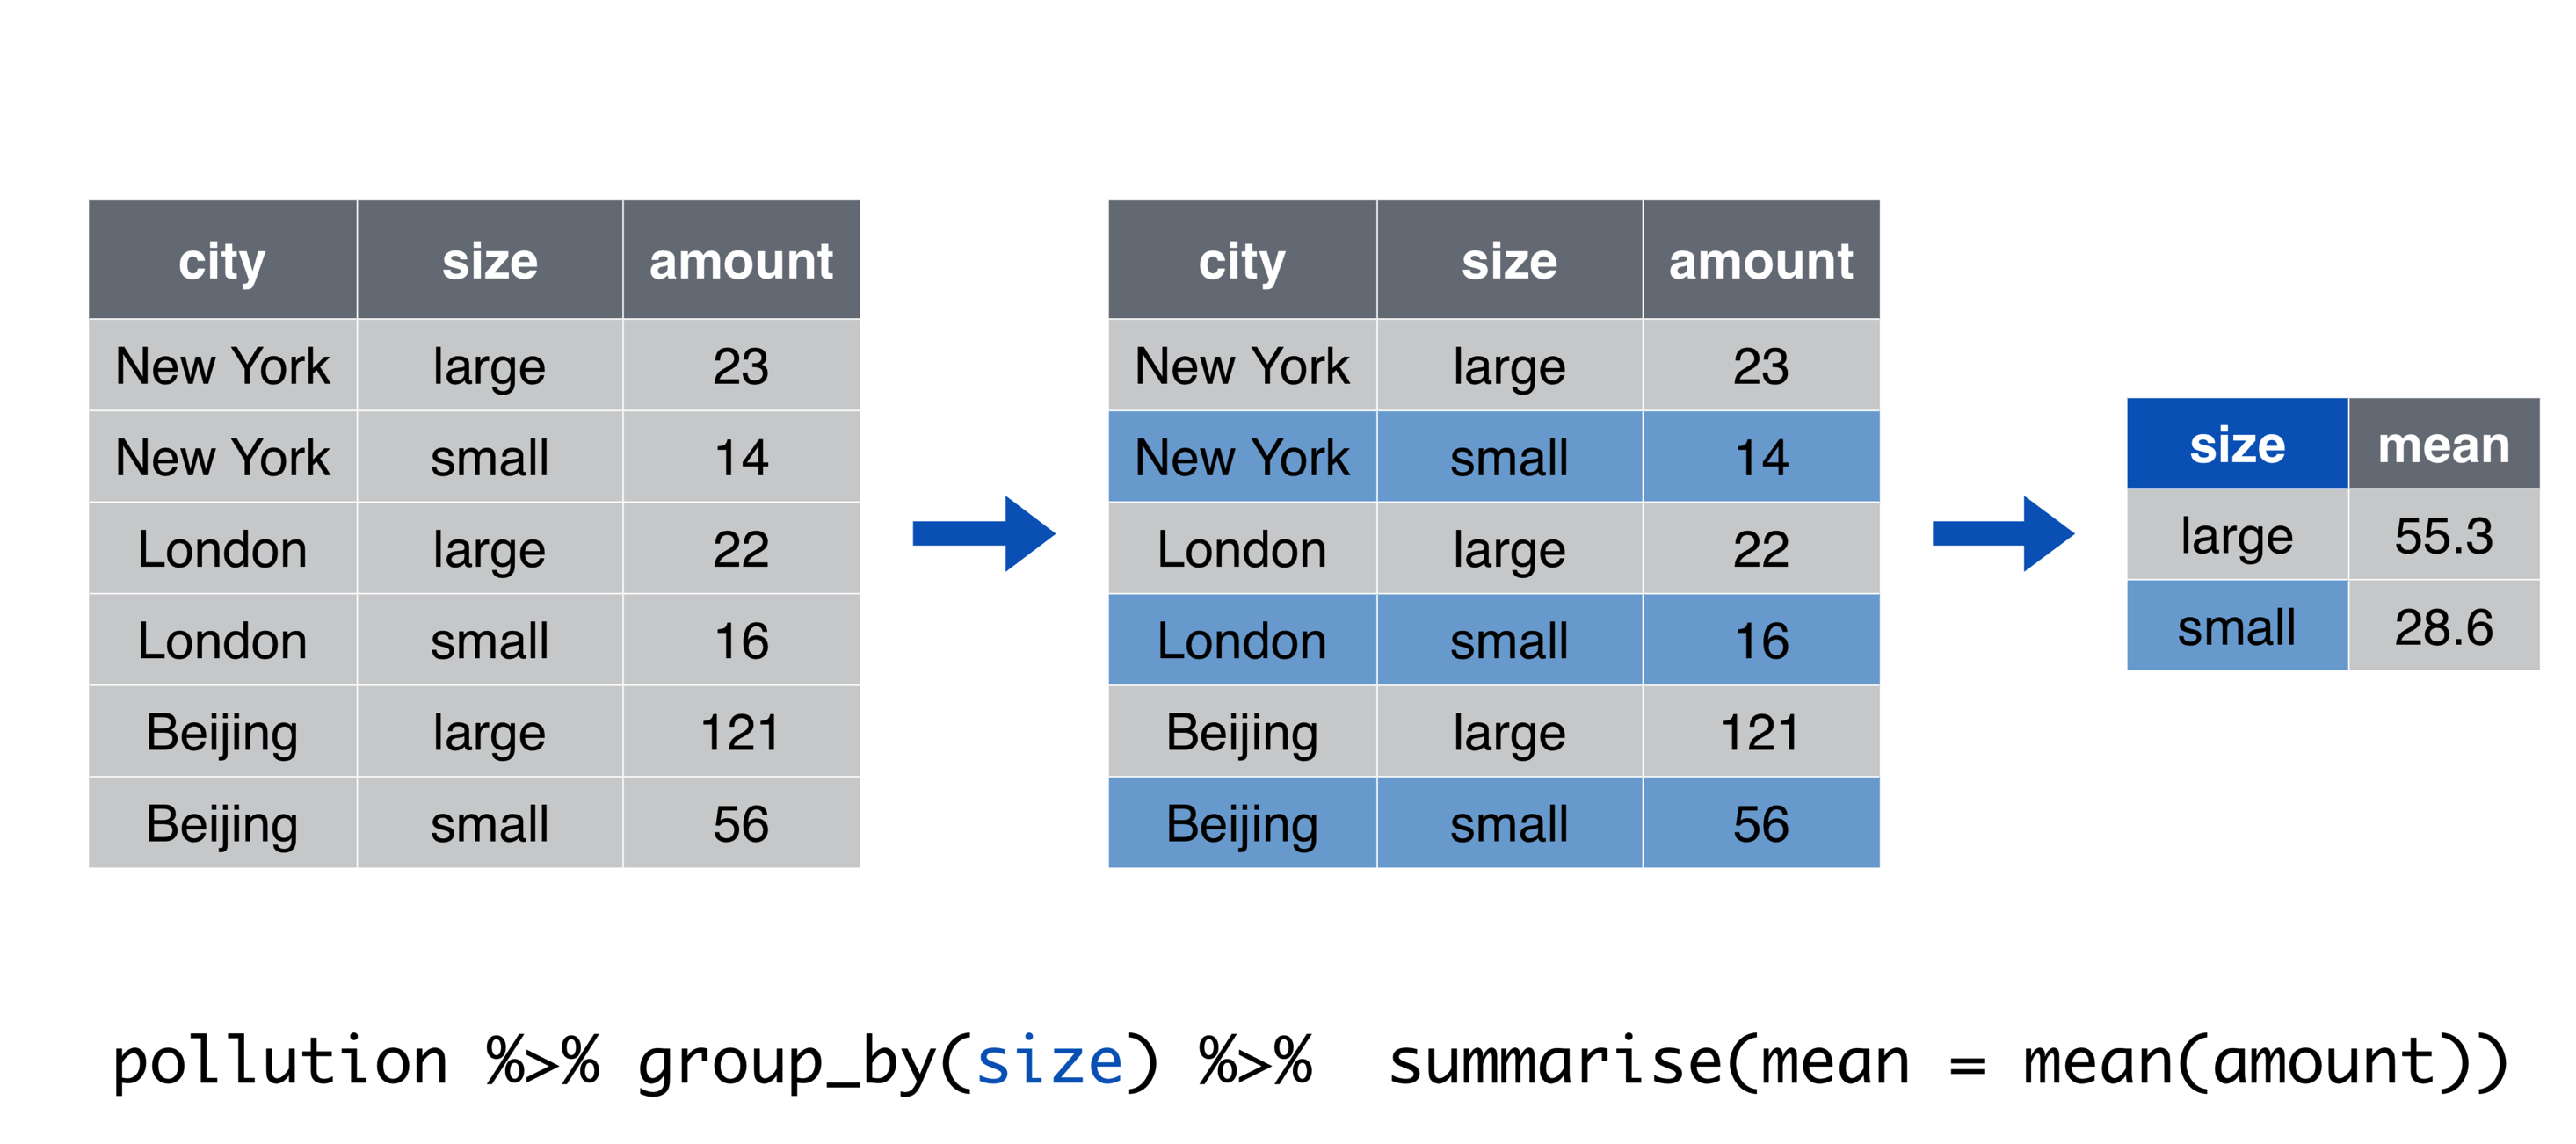 city size amount
New York large 23
New York small 14
London large 22
London small 16
Beijing large 121
Beijing small 56
city size amount
New York large 23
New York small 14
London large 22
London small 16
Beijing large 121
Beijing small 56
size mean
large 55.3
small 28.6
pollution %>% group_by(size) %>% summarise(mean = mean(amount))